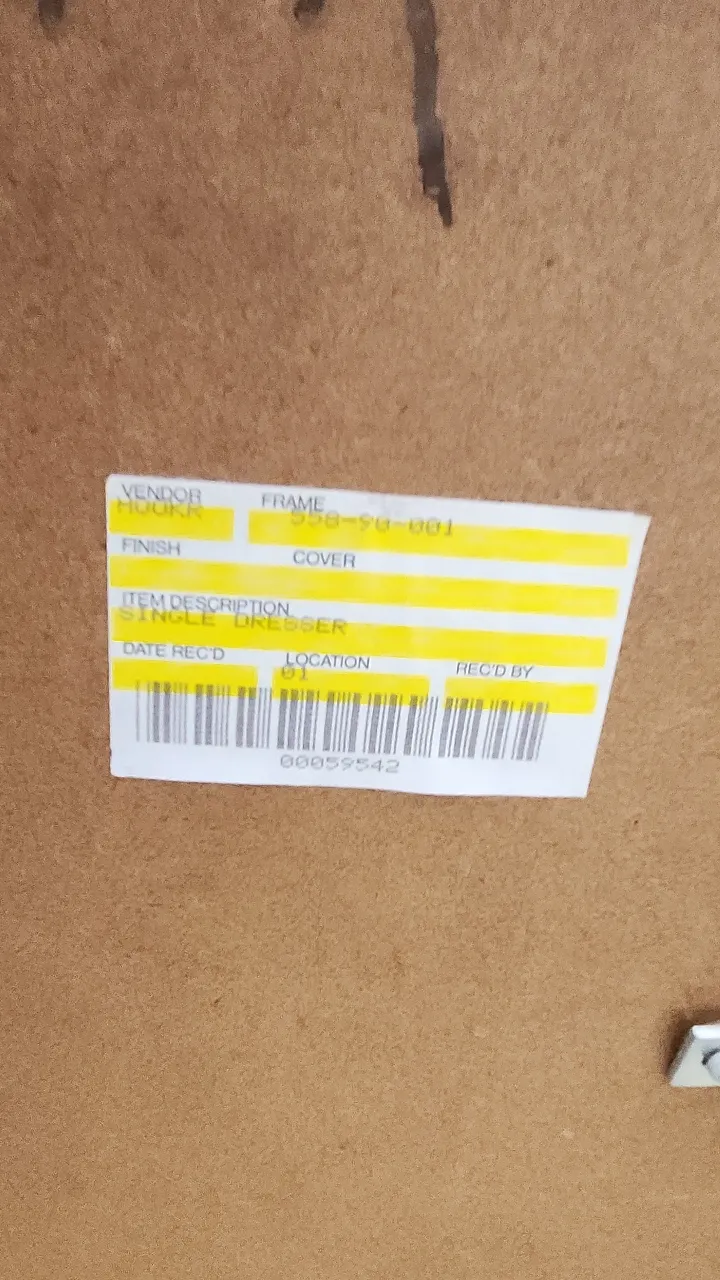 VENDOR FRAME
HOOKR 558-90-001
FINISH COVER
ITEM DESCRIPTION
SINGLE DRESSER
DATE REC'D LOCATION REC'D BY
01
00059542